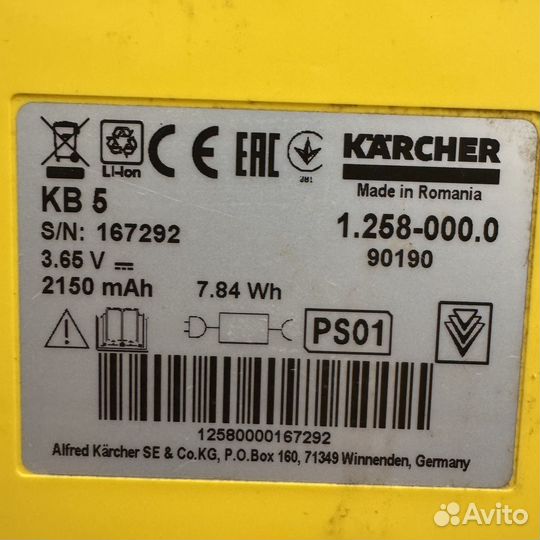 Li-Ion
CE
EAC
KÄRCHER
Made in Romania
KB 5
S/N: 167292
1.258-000.0
90190
3.65 V
2150 mAh
7.84 Wh
PS01
12580000167292
Alfred Kärcher SE & Co.KG, P.O.Box 160, 71349 Winnenden, Germany
Avito